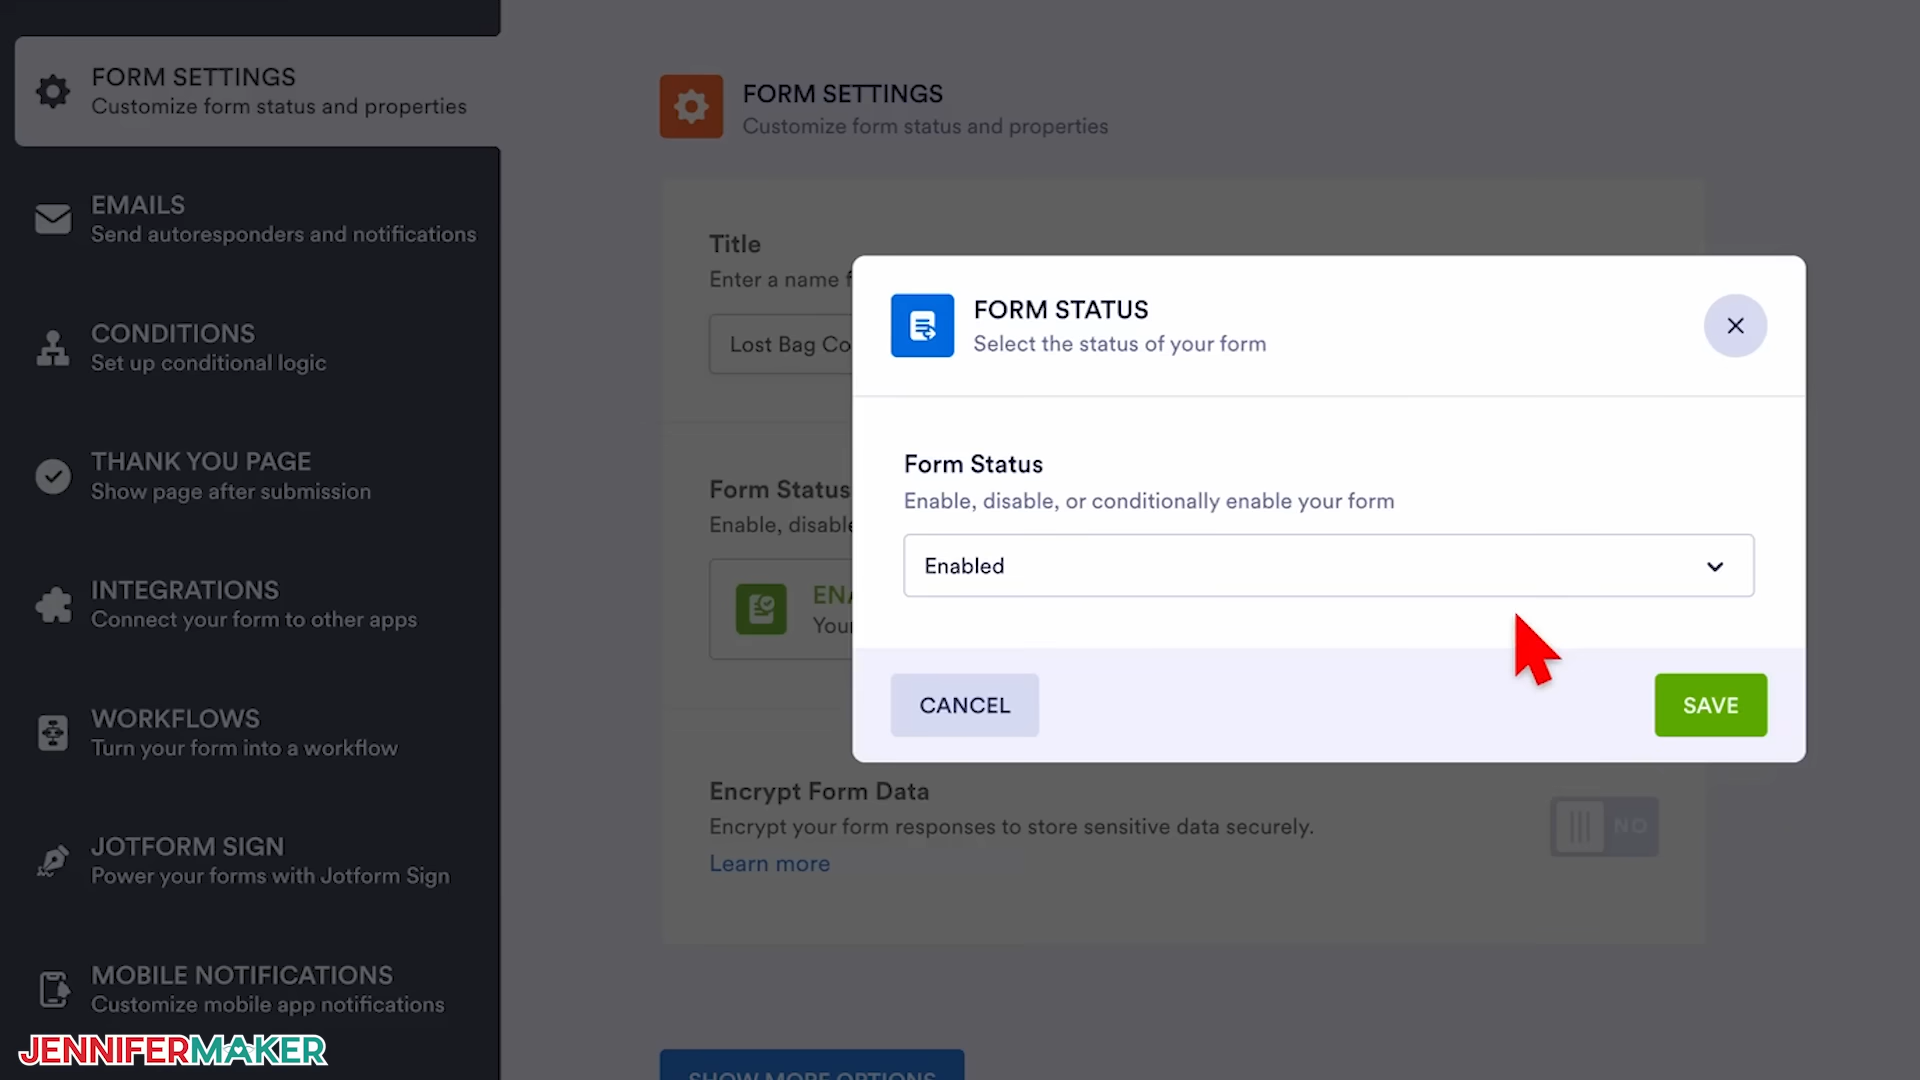 FORM SETTINGS
Customize form status and properties
EMAILS
Send autoresponders and notifications
CONDITIONS
Set up conditional logic
THANK YOU PAGE
Show page after submission
INTEGRATIONS
Connect your form to other apps
WORKFLOWS
Turn your form into a workflow
JOTFORM SIGN
Power your forms with Jotform Sign
MOBILE NOTIFICATIONS
Customize mobile app notifications
JENNIFERMAKER
FORM SETTINGS
Customize form status and properties
Title
Enter a name f
Lost Bag Co
Form Status
Enable, disable
ENA
Your
Encrypt Form Data
Encrypt your form responses to store sensitive data securely.
Learn more
NO
SHOW MORE OPTIONS
FORM STATUS
Select the status of your form
Form Status
Enable, disable, or conditionally enable your form
Enabled
CANCEL
SAVE